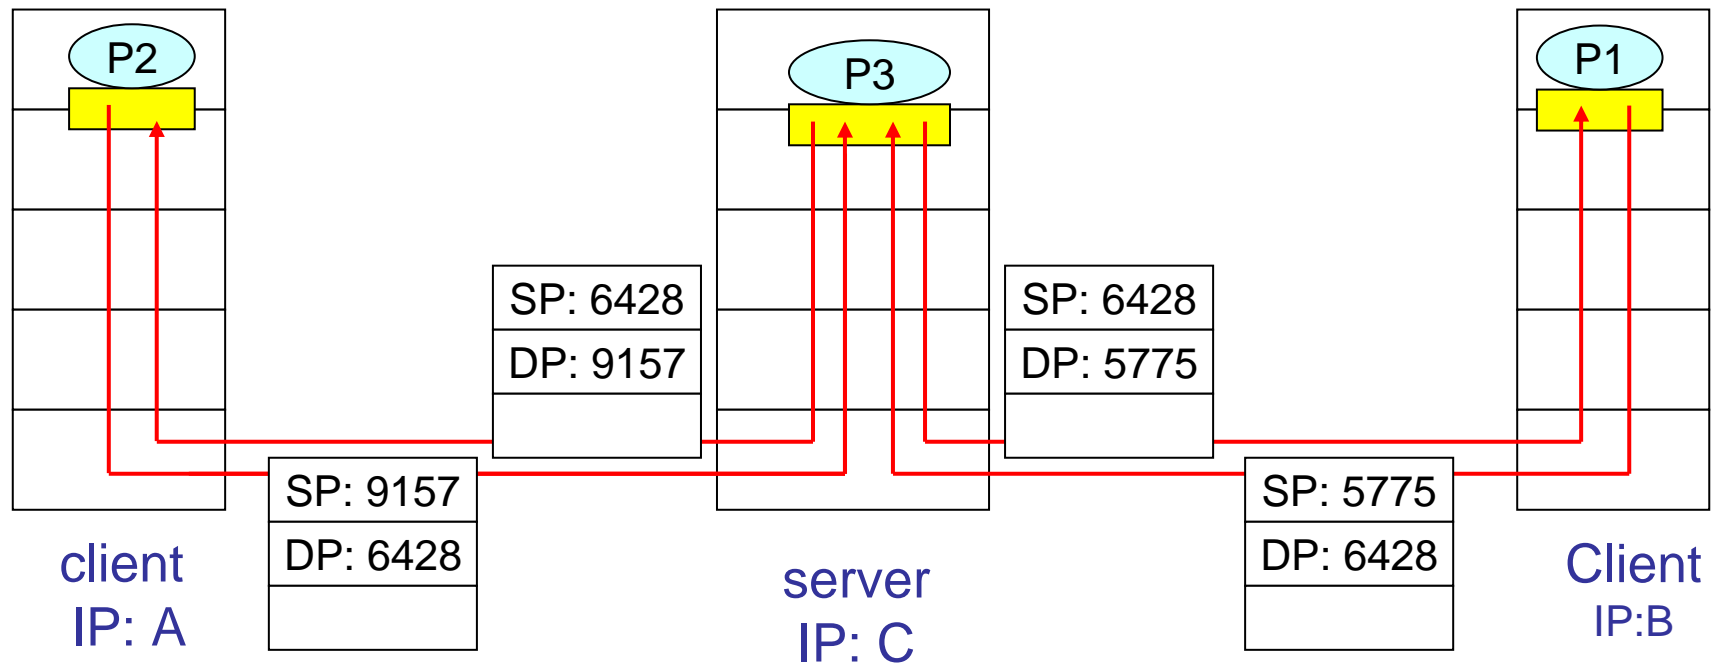 P2
P3
P1
SP: 6428
DP: 9157
SP: 6428
DP: 5775
SP: 9157
DP: 6428
SP: 5775
DP: 6428
client
IP: A
server
IP: C
Client
IP:B